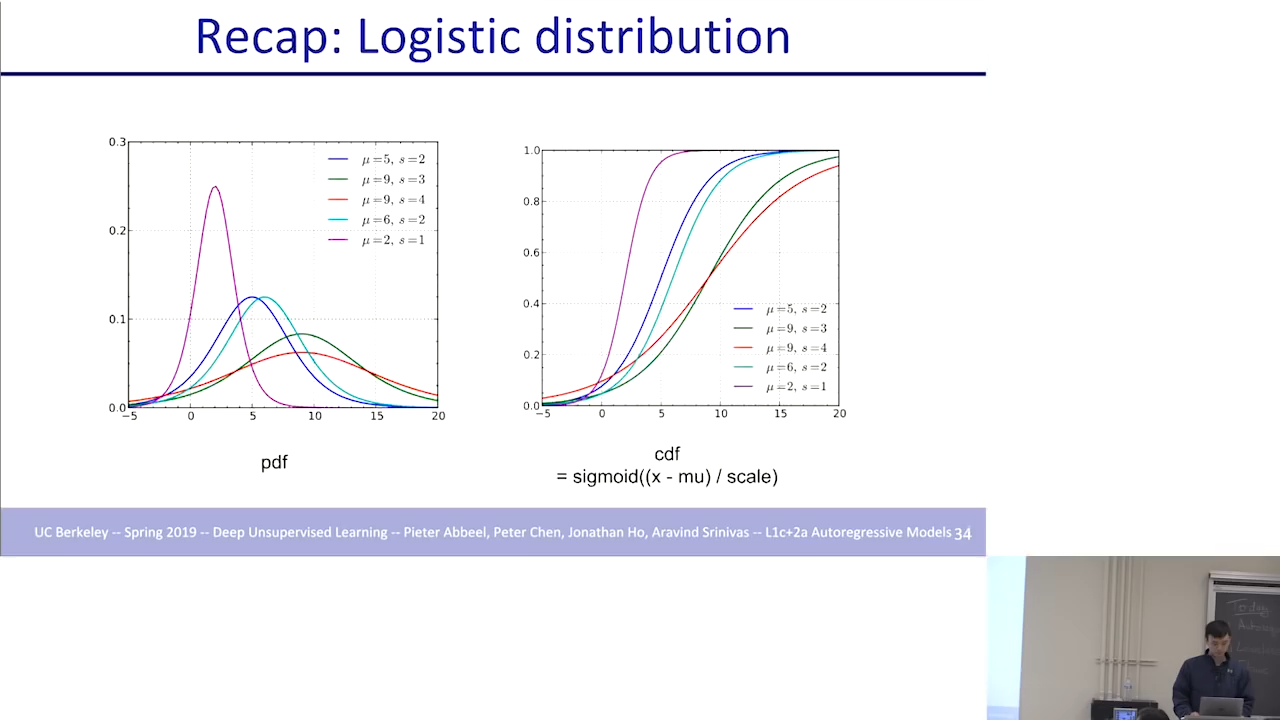 Recap: Logistic distribution
0.3
0.2
0.1
0.0
−5
0
5
10
15
20
μ=5, s=2
μ=9, s=3
μ=9, s=4
μ=6, s=2
μ=2, s=1
pdf
1.0
0.8
0.6
0.4
0.2
0.0
−5
0
5
10
15
20
μ=5, s=2
μ=9, s=3
μ=9, s=4
μ=6, s=2
μ=2, s=1
cdf
= sigmoid((x - mu) / scale)
UC Berkeley -- Spring 2019 -- Deep Unsupervised Learning -- Pieter Abbeel, Peter Chen, Jonathan Ho, Aravind Srinivas -- L1c+2a Autoregressive Models 34
Today